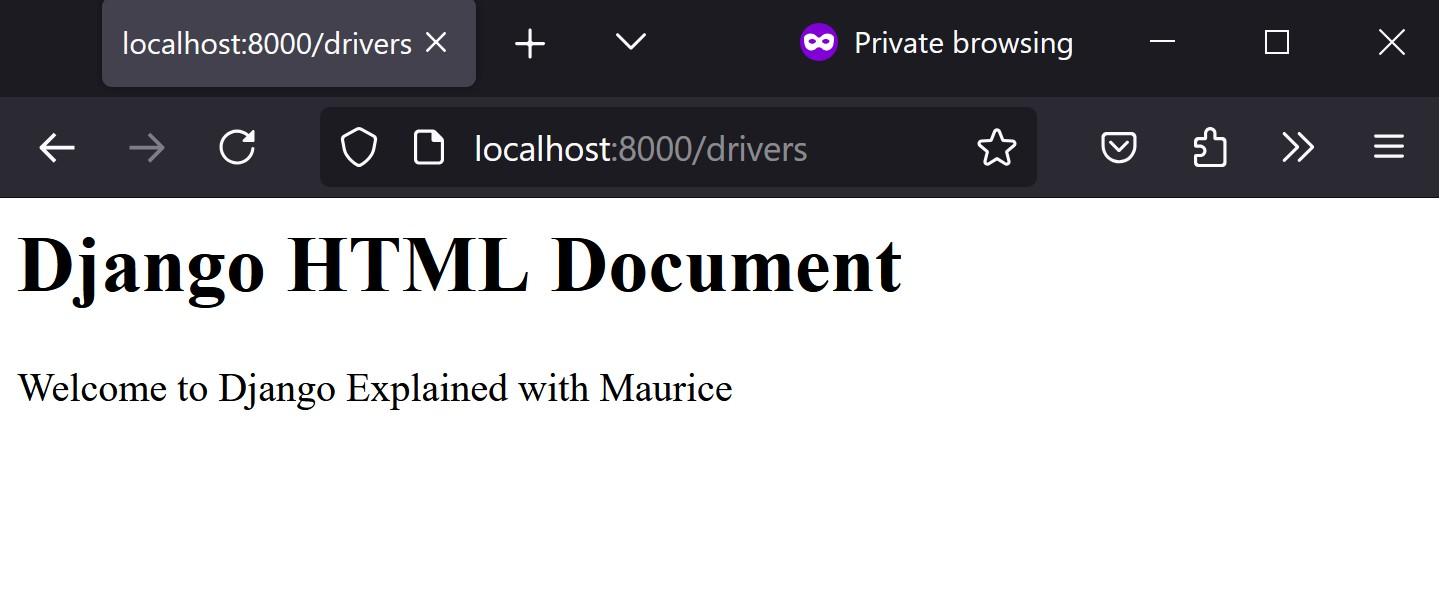 localhost:8000/drivers
Private browsing
localhost:8000/drivers
Django HTML Document
Welcome to Django Explained with Maurice